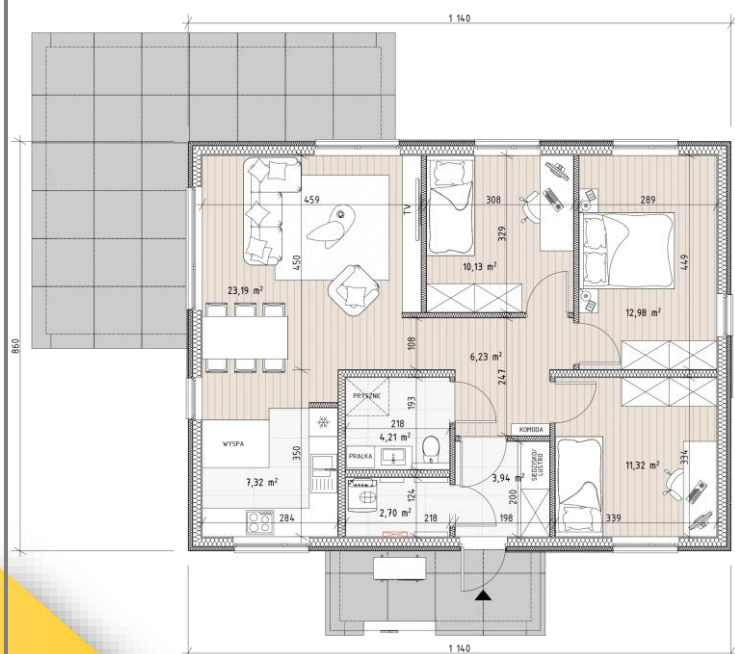 1 140
860
459
TV
308
289
450
329
449
10,13 m²
23,19 m²
12,98 m²
108
6,23 m²
247
PRYSZNIC
193
218
4,21 m²
KOMODA
WYSPA
350
PRALKA
3,94 m²
SIEDZISKO/
LUSTRO
334
11,32 m²
7,32 m²
124
200
2,70 m²
284
218
198
339
1 140